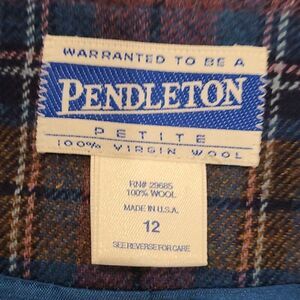 WARRANTED TO BE A
PENDLETON
PETITE
100% VIRGIN WOOL
RN# 29685
100% WOOL
MADE IN U.S.A.
12
SEE REVERSE FOR CARE